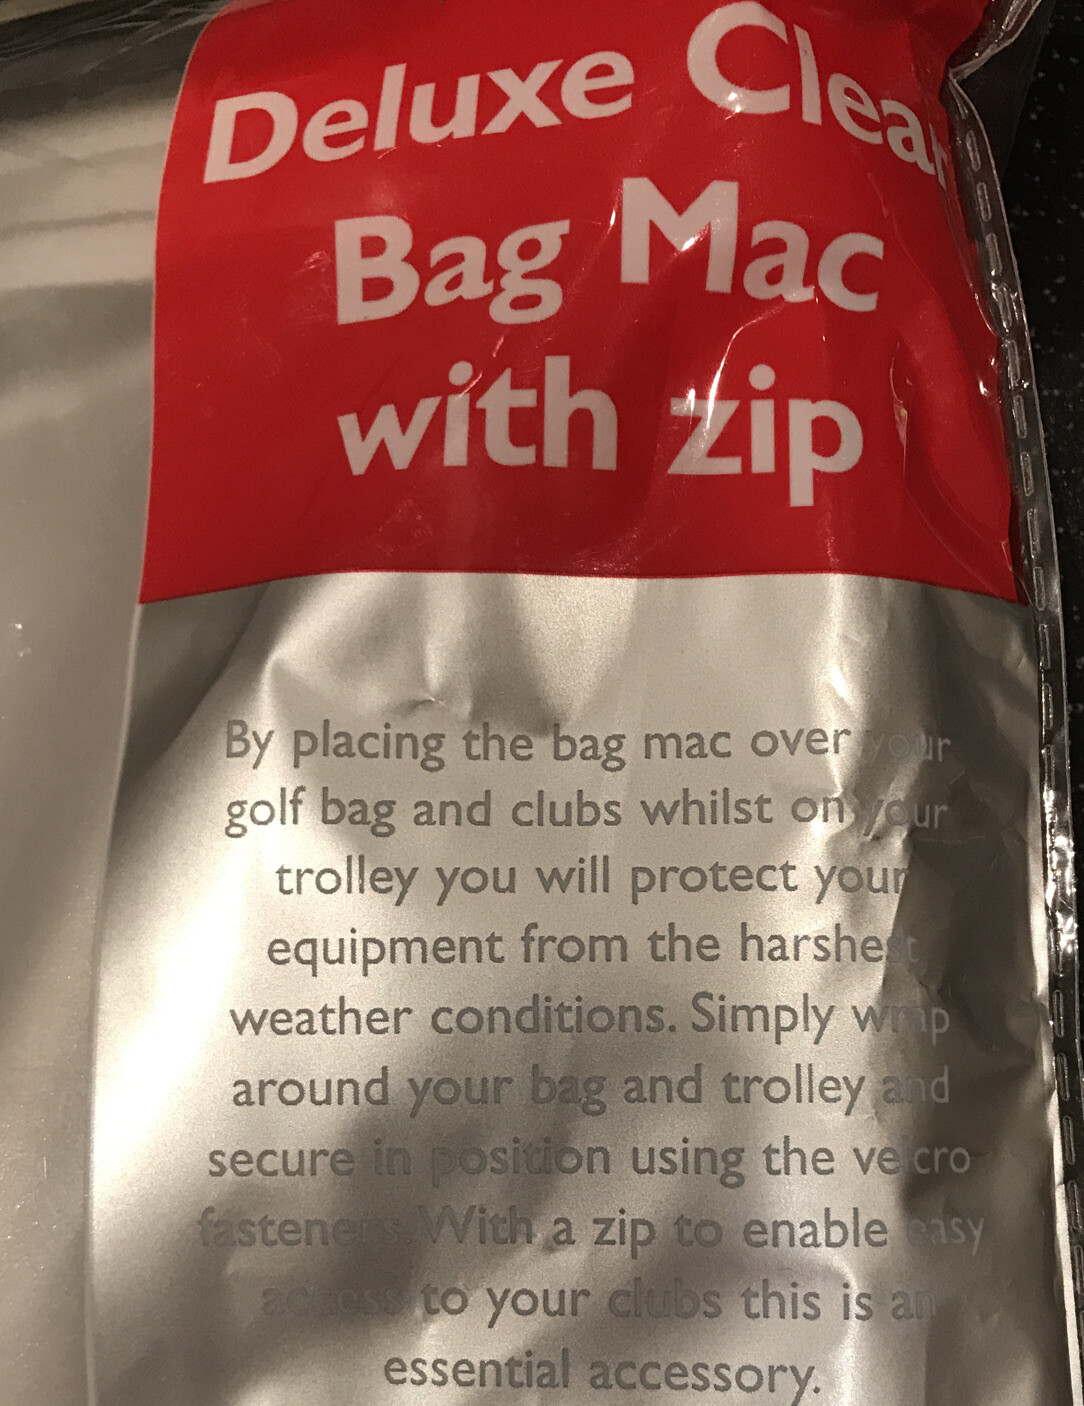 Deluxe Clear
Bag Mac
with zip
By placing the bag mac over your
golf bag and clubs whilst on your
trolley you will protect your
equipment from the harshest
weather conditions. Simply wrap
around your bag and trolley and
secure in position using the velcro
fasteners. With a zip to enable easy
access to your clubs this is an
essential accessory.